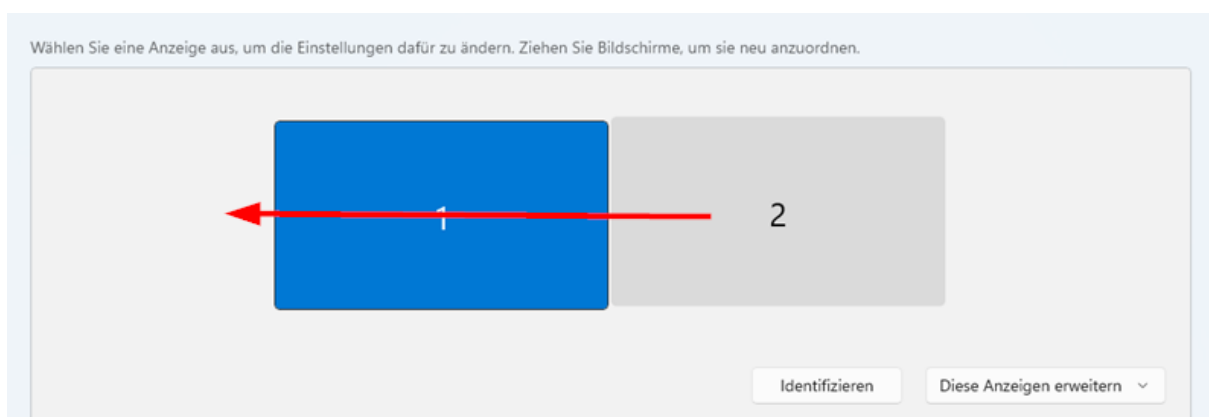 Wählen Sie eine Anzeige aus, um die Einstellungen dafür zu ändern. Ziehen Sie Bildschirme, um sie neu anzuordnen.
1
2
Identifizieren
Diese Anzeigen erweitern